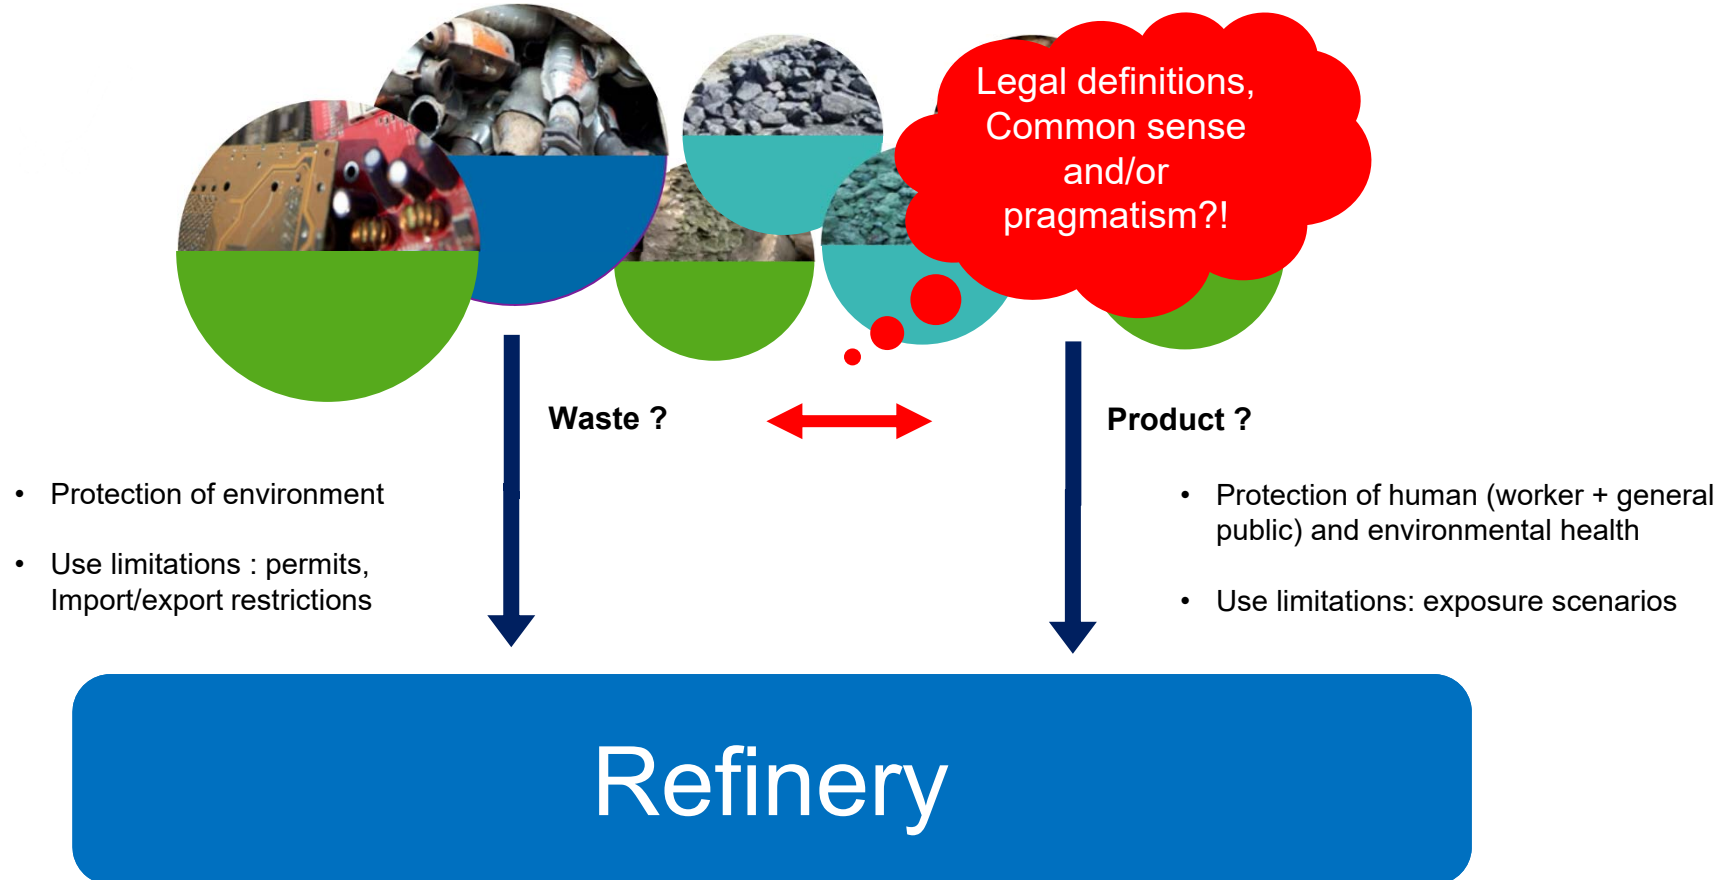 Legal definitions,
Common sense
and/or
pragmatism?!
Waste ?
Product ?
• Protection of environment
• Use limitations : permits,
Import/export restrictions
• Protection of human (worker + general
public) and environmental health
• Use limitations: exposure scenarios
Refinery